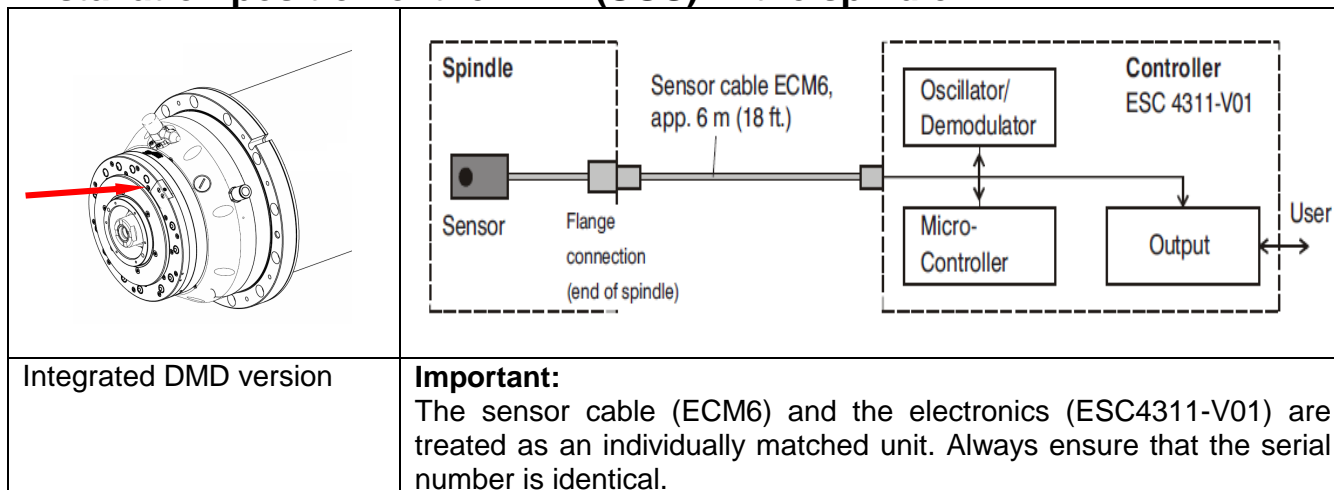 Integrated DMD version
Spindle
Sensor
Flange
connection
(end of spindle)
Sensor cable ECM6,
app. 6 m (18 ft.)
Controller
ESC 4311-V01
Oscillator/
Demodulator
Micro-
Controller
Output
User
Important:
The sensor cable (ECM6) and the electronics (ESC4311-V01) are
treated as an individually matched unit. Always ensure that the serial
number is identical.